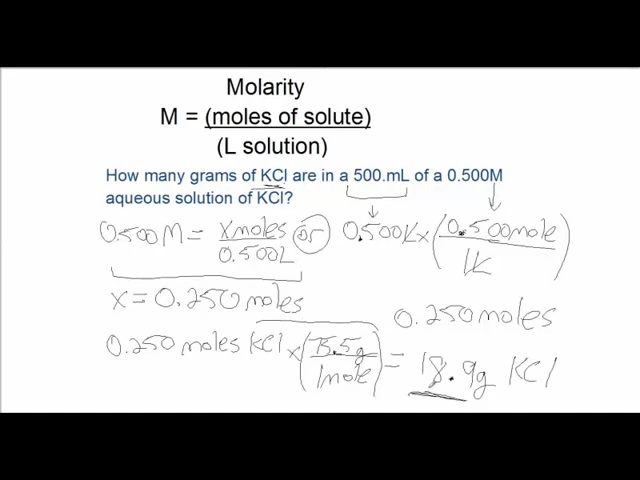 Molarity
M = (moles of solute)
(L solution)
How many grams of KCl are in a 500.mL of a 0.500M
aqueous solution of KCl?
0.500M = x moles / 0.500L or 0.500L x (0.500mole / 1L)
x = 0.250 moles
0.250 moles
0.250 moles KCl x (75.5g / 1mole) = 18.9g KCl